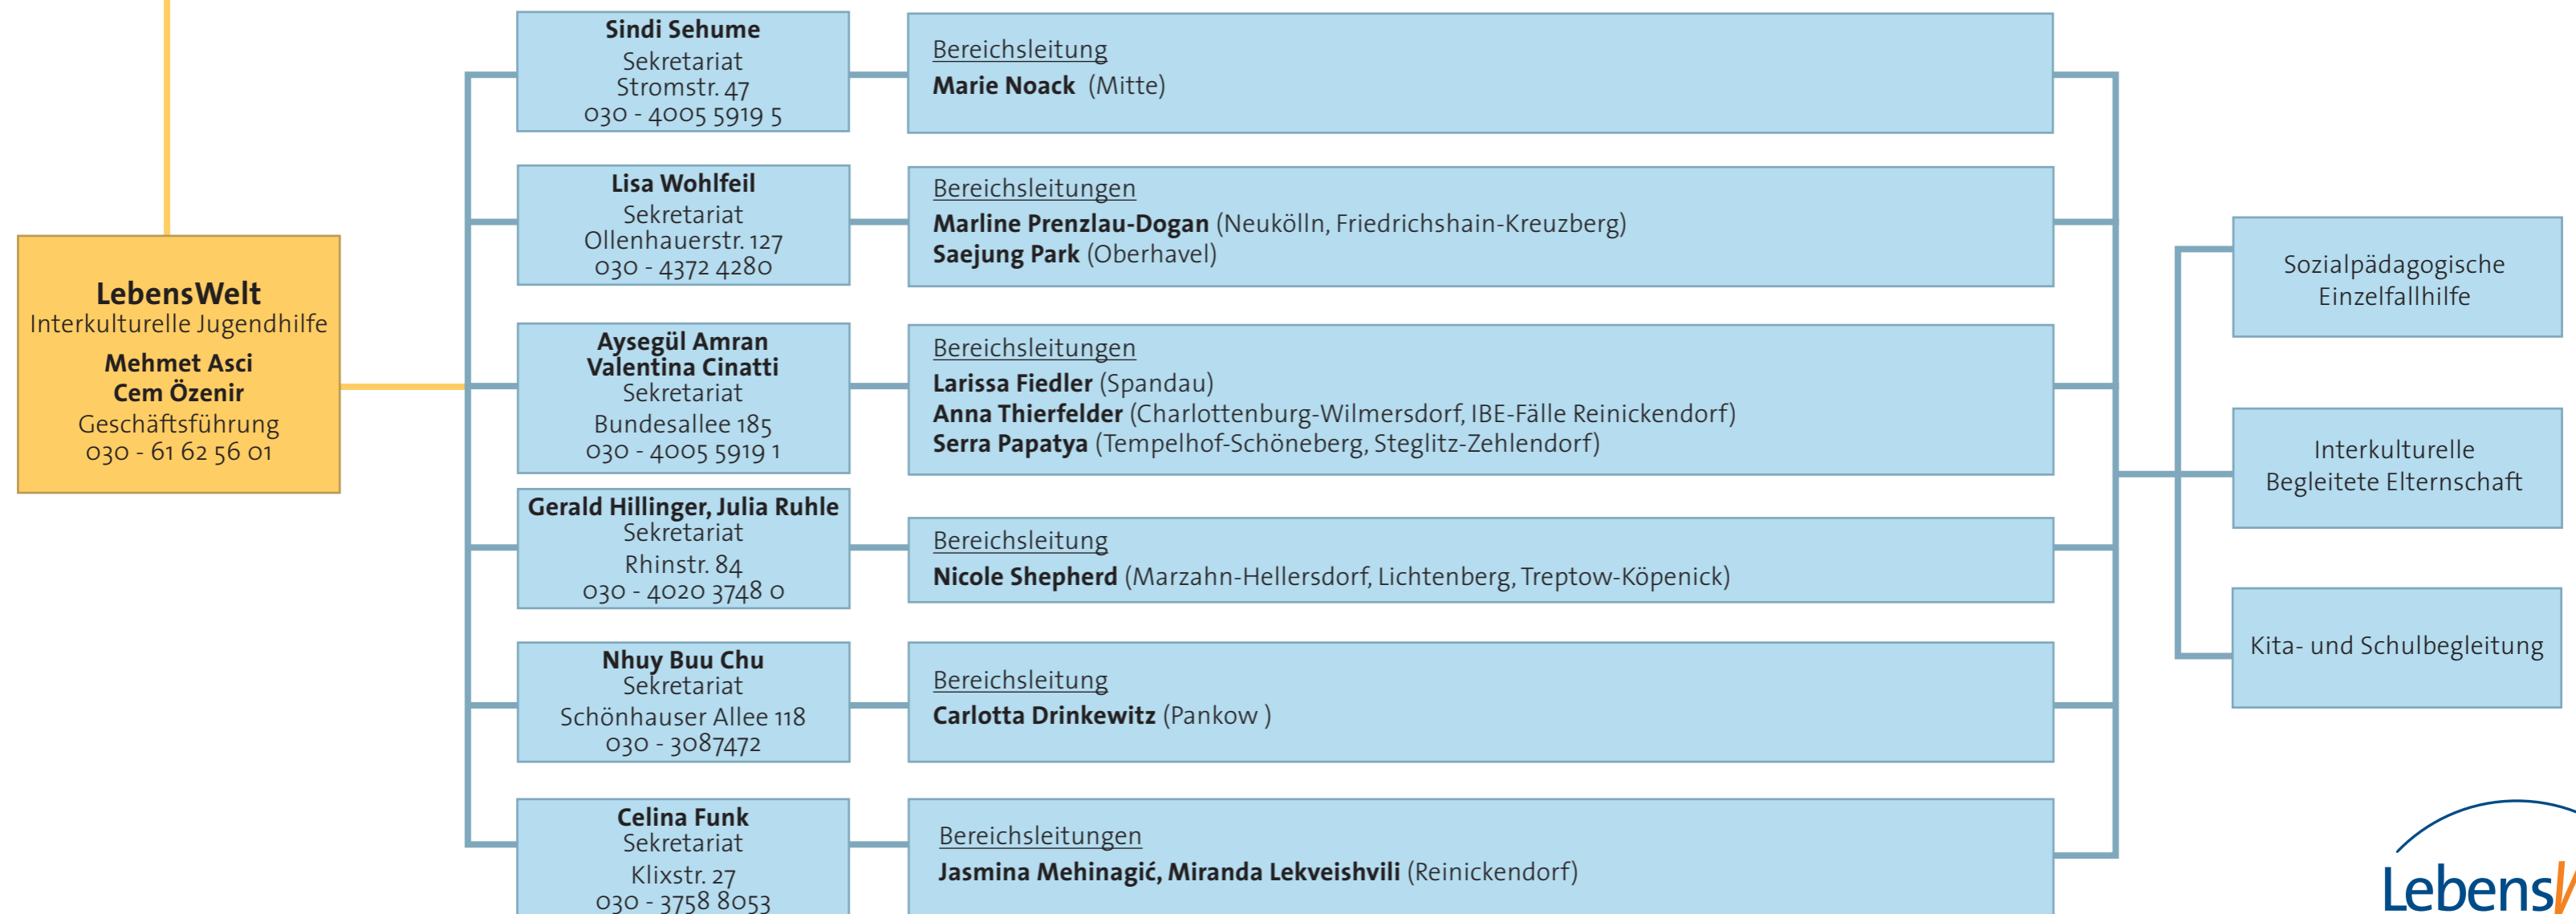 LebensWelt
Interkulturelle Jugendhilfe
Mehmet Asci
Cem Özenir
Geschäftsführung
030 - 61 62 56 01
Sindi Sehume
Sekretariat
Stromstr. 47
030 - 4005 5919 5
Bereichsleitung
Marie Noack (Mitte)
Lisa Wohlfeil
Sekretariat
Ollenhauerstr. 127
030 - 4372 4280
Bereichsleitungen
Marline Prenzlau-Dogan (Neukölln, Friedrichshain-Kreuzberg)
Saejung Park (Oberhavel)
Aysegül Amran
Valentina Cinatti
Sekretariat
Bundesallee 185
030 - 4005 5919 1
Bereichsleitungen
Larissa Fiedler (Spandau)
Anna Thierfelder (Charlottenburg-Wilmersdorf, IBE-Fälle Reinickendorf)
Serra Papatya (Tempelhof-Schöneberg, Steglitz-Zehlendorf)
Gerald Hillinger, Julia Ruhle
Sekretariat
Rhinstr. 84
030 - 4020 3748 0
Bereichsleitung
Nicole Shepherd (Marzahn-Hellersdorf, Lichtenberg, Treptow-Köpenick)
Nhuy Buu Chu
Sekretariat
Schönhauser Allee 118
030 - 3087472
Bereichsleitung
Carlotta Drinkewitz (Pankow )
Celina Funk
Sekretariat
Klixstr. 27
030 - 3758 8053
Bereichsleitungen
Jasmina Mehinagić, Miranda Lekveishvili (Reinickendorf)
Sozialpädagogische
Einzelfallhilfe
Interkulturelle
Begleitete Elternschaft
Kita- und Schulbegleitung
Lebens